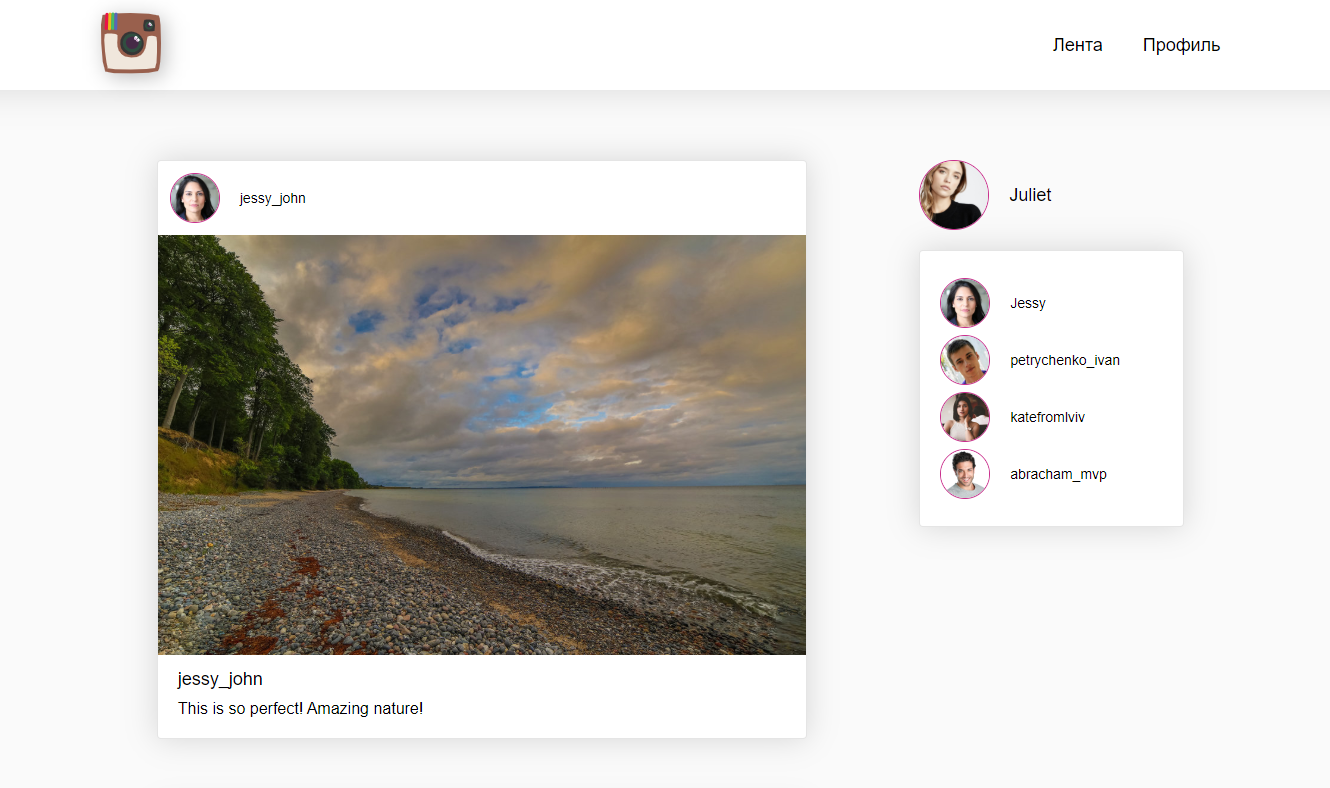 Лента
Профиль
jessy_john
jessy_john
This is so perfect! Amazing nature!
Juliet
Jessy
petrychenko_ivan
katefromlviv
abracham_mvp